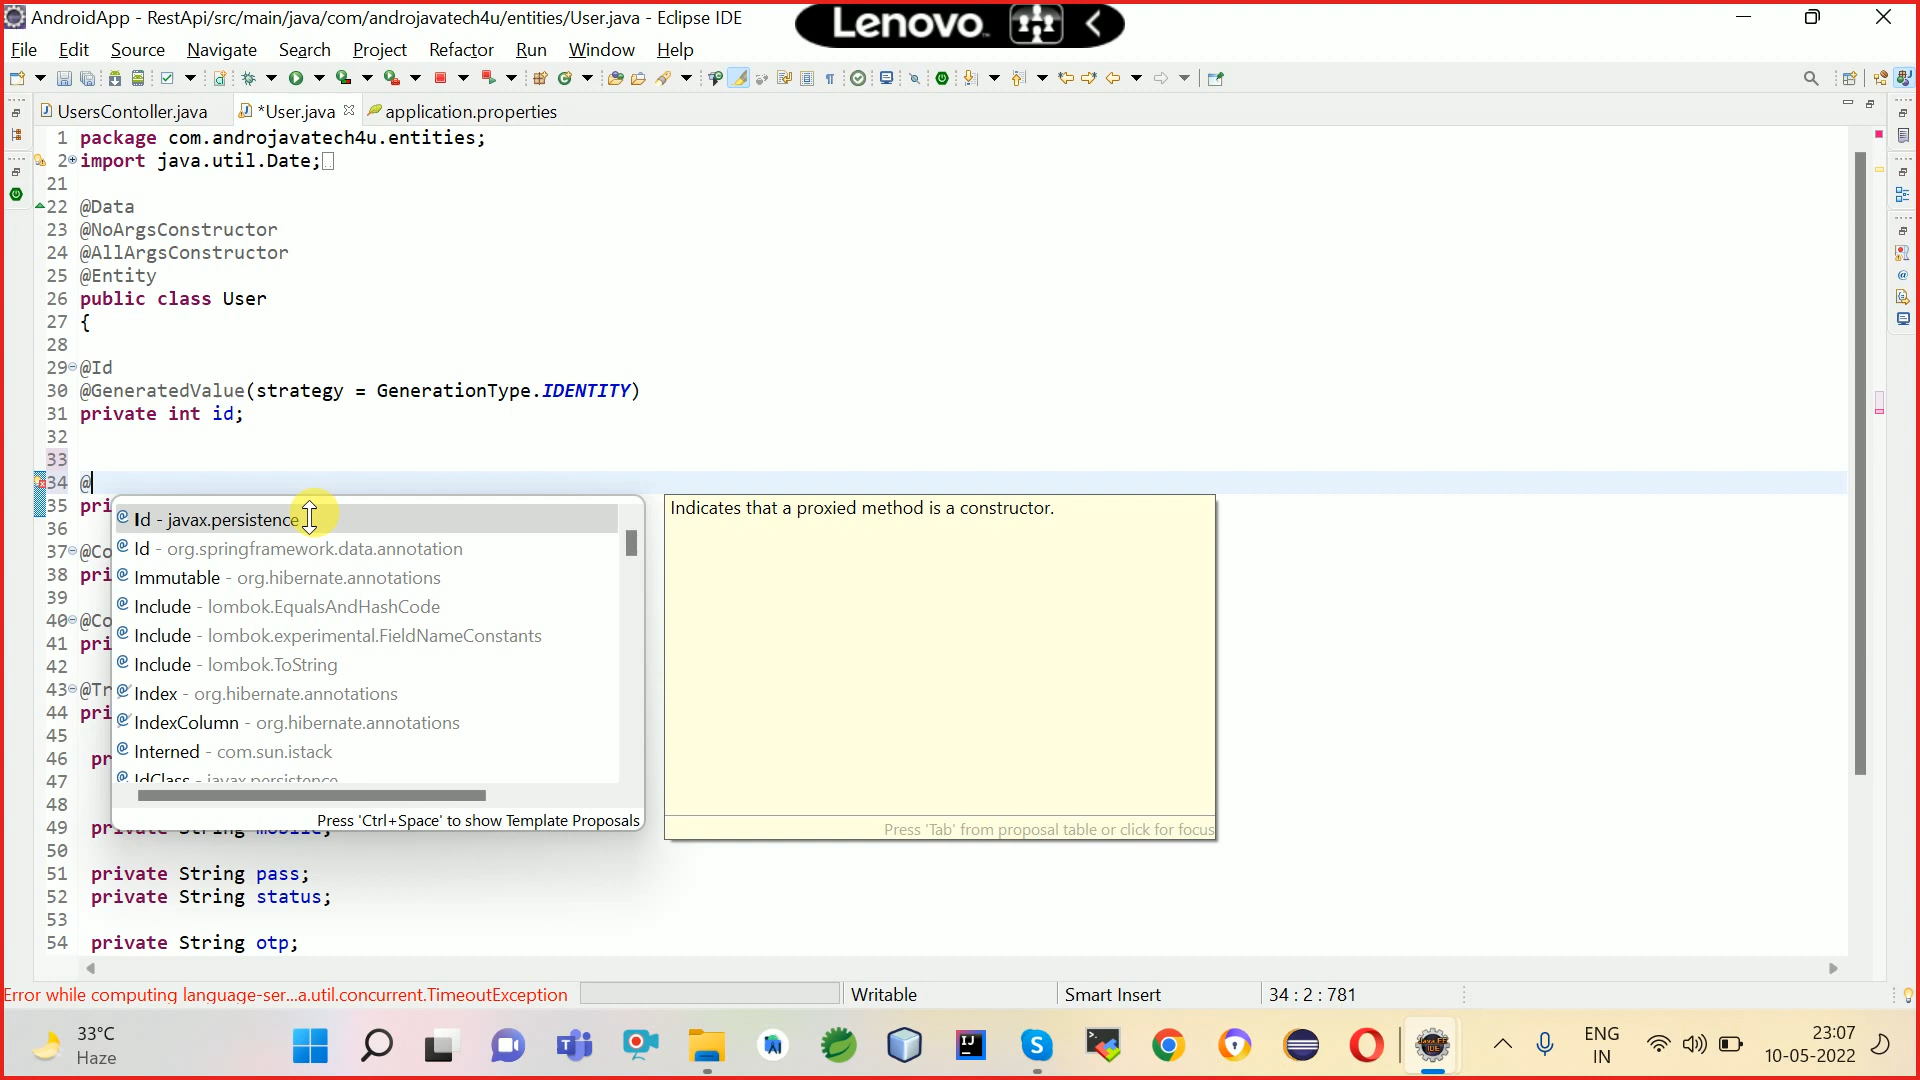 AndroidApp - RestApi/src/main/java/com/androjavatech4u/entities/User.java - Eclipse IDE
Lenovo
File Edit Source Navigate Search Project Refactor Run Window Help
UsersContoller.java *User.java application.properties
1 package com.androjavatech4u.entities;
2 import java.util.Date;
21
22 @Data
23 @NoArgsConstructor
24 @AllArgsConstructor
25 @Entity
26 public class User
27 {
28
29 @Id
30 @GeneratedValue(strategy = GenerationType.IDENTITY)
31 private int id;
32
33
34 @
35 pri
36
37 @Co
38 pri
39
40 @Co
41 pri
42
43 @Tr
44 pri
45
46 pr
47
48
49 private String mobile;
50
51 private String pass;
52 private String status;
53
54 private String otp;
Id - javax.persistence
Id - org.springframework.data.annotation
Immutable - org.hibernate.annotations
Include - lombok.EqualsAndHashCode
Include - lombok.experimental.FieldNameConstants
Include - lombok.ToString
Index - org.hibernate.annotations
IndexColumn - org.hibernate.annotations
Interned - com.sun.istack
IdClass - javax.persistence
Press 'Ctrl+Space' to show Template Proposals
Indicates that a proxied method is a constructor.
Press 'Tab' from proposal table or click for focus
Error while computing language-ser...a.util.concurrent.TimeoutException
Writable
Smart Insert
34 : 2 : 781
33°C
Haze
ENG
IN
23:07
10-05-2022